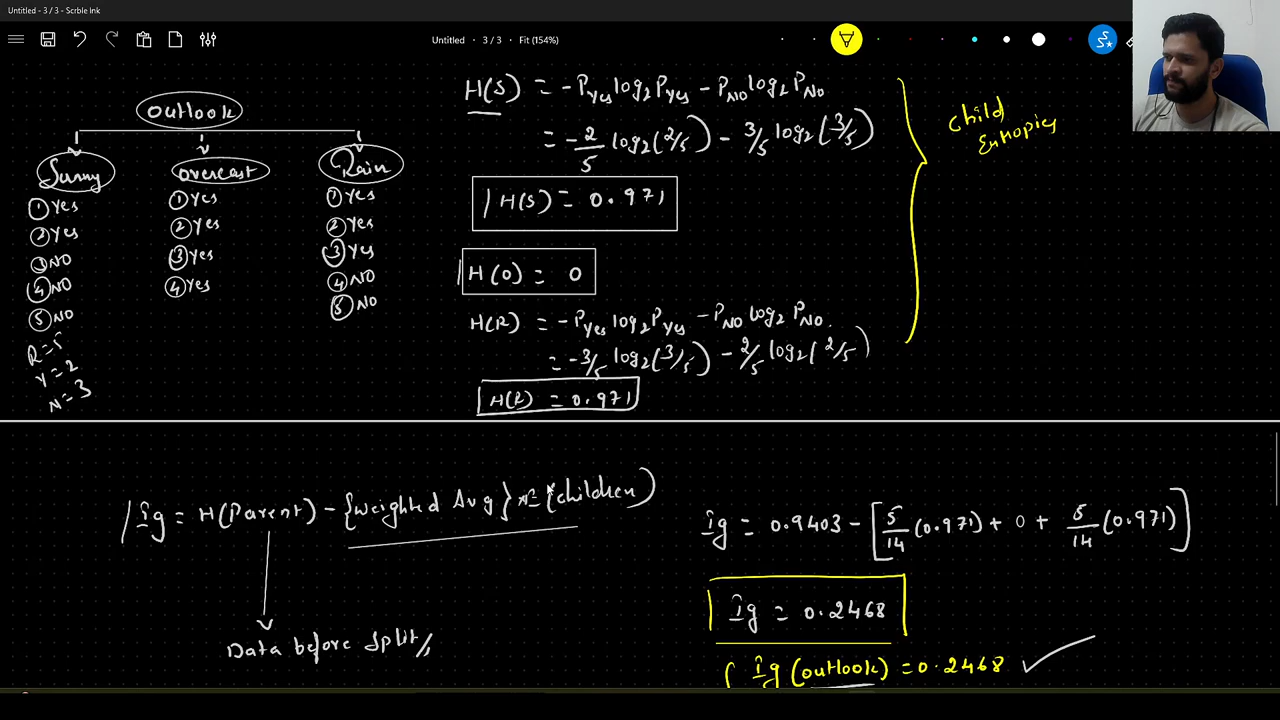 Untitled - 3 / 3 - Scrble Ink
Untitled • 3 / 3 • Fit (154%)
outlook
Sunny
① Yes
② Yes
③ NO
④ NO
⑤ NO
R=5
Y=2
N=3
overcast
① Yes
② Yes
③ Yes
④ Yes
Rain
① Yes
② Yes
③ Yes
④ NO
⑤ NO
H(S) = -P_Yes log₂ P_Yes - P_NO log₂ P_NO
= -2/5 log₂(2/5) - 3/5 log₂(3/5)
H(S) = 0.971
H(O) = 0
H(R) = -P_Yes log₂ P_Yes - P_NO log₂ P_NO.
= -3/5 log₂(3/5) - 2/5 log₂(2/5)
H(R) = 0.971
child
Entropies
Ig = H(Parent) - {weighted Avg} * E(children)
Data before split
Ig = 0.9403 - [5/14 (0.971) + 0 + 5/14 (0.971)]
Ig = 0.2468
Ig (outlook) = 0.2468